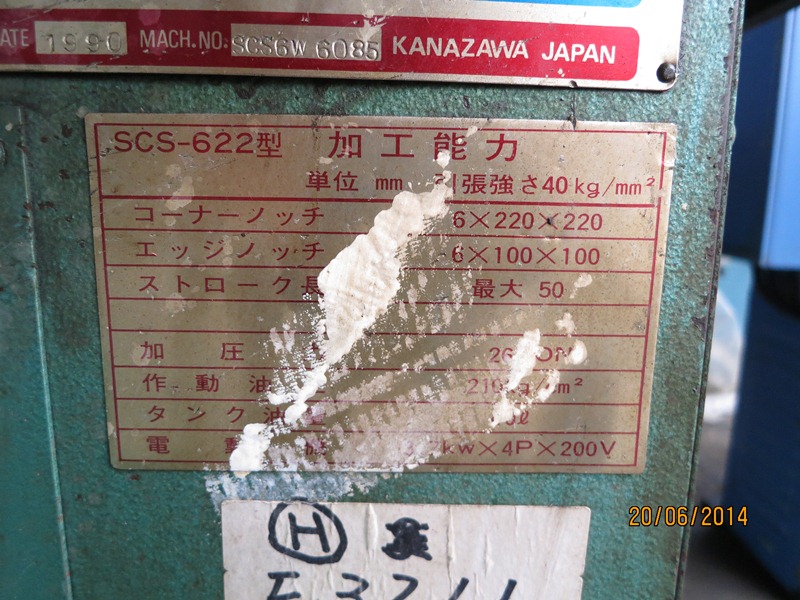 ATE 1990 MACH.NO. SCS6W 6085 KANAZAWA JAPAN
SCS-622型 加工能力
単位 mm 引張強さ40kg/mm²
コーナーノッチ 6×220×220
エッジノッチ 6×100×100
ストローク長 最大 50
加圧
作動油
タンク油
電動機 kw×4P×200V
H
20/06/2014